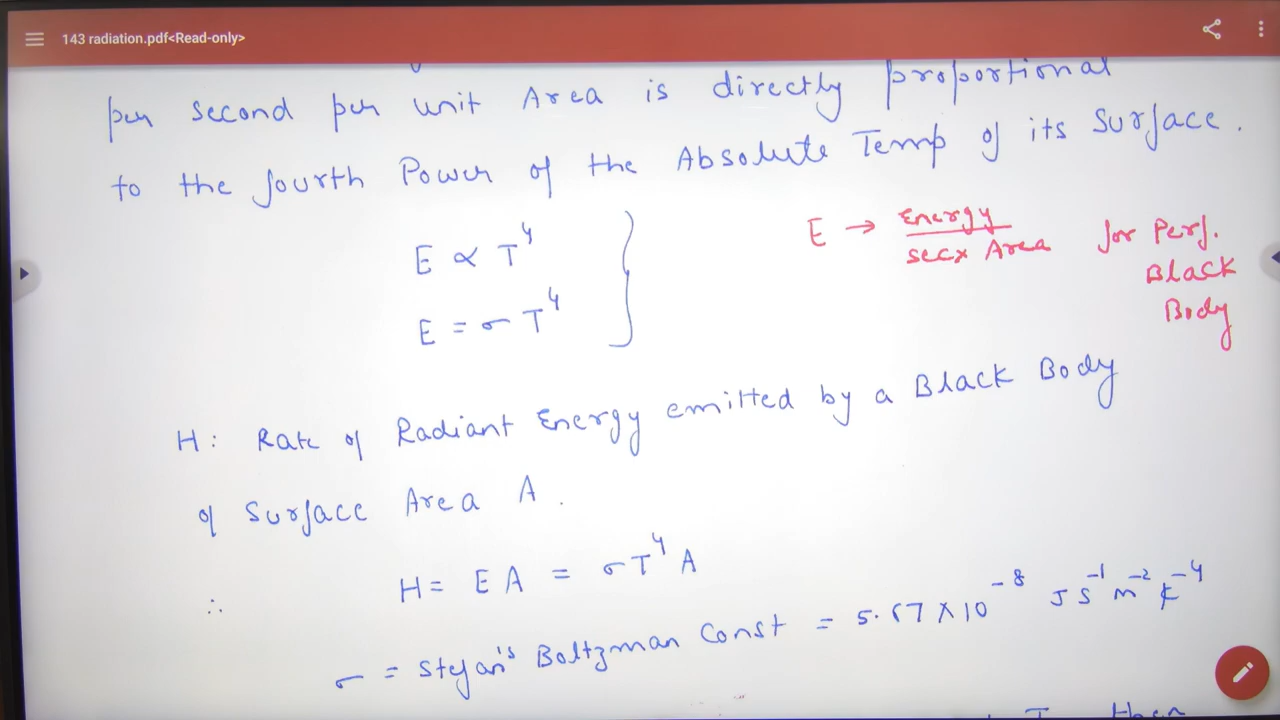 143 radiation.pdf<Read-only>
per second per unit Area is directly proportional
to the fourth Power of the Absolute Temp of its Surface.
E ∝ T⁴
E = σ T⁴
E → Energy / sec x Area for Perf. Black Body
H: Rate of Radiant Energy emitted by a Black Body
of Surface Area A.
∴ H = EA = σT⁴A
σ = Stefan's Boltzman Const = 5.67 × 10⁻⁸ J S⁻¹ m⁻² K⁻⁴